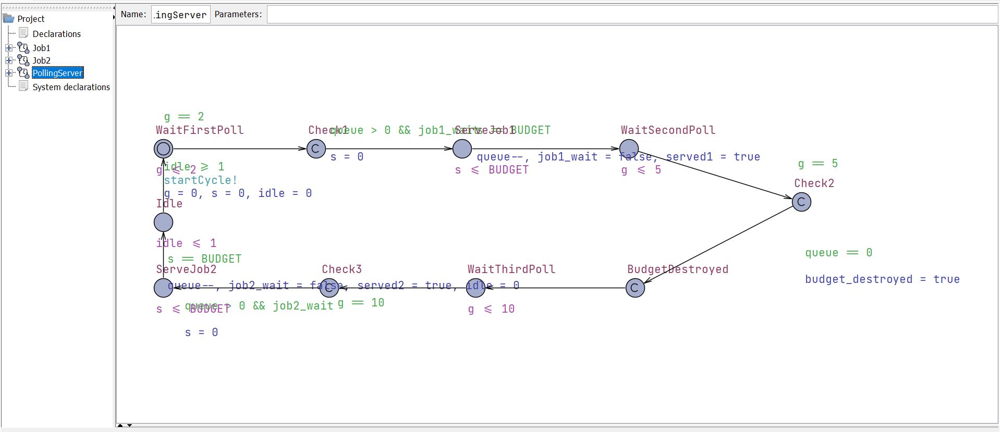 Project
Declarations
Job1
Job2
PollingServer
System declarations
Name:
.ingServer
Parameters:
g == 2
WaitFirstPoll
Check1
queue > 0 && job1_wait
ServeJob1
s == BUDGET
WaitSecondPoll
C
s = 0
queue--, job1_wait = false, served1 = true
g <= 2
idle >= 1
s <= BUDGET
g <= 5
g == 5
startCycle!
Check2
g = 0, s = 0, idle = 0
C
Idle
idle <= 1
queue == 0
s == BUDGET
ServeJob2
Check3
WaitThirdPoll
BudgetDestroyed
budget_destroyed = true
queue--, job2_wait = false, served2 = true, idle = 0
C
C
s <= BUDGET
queue > 0 && job2_wait
g == 10
g <= 10
s = 0